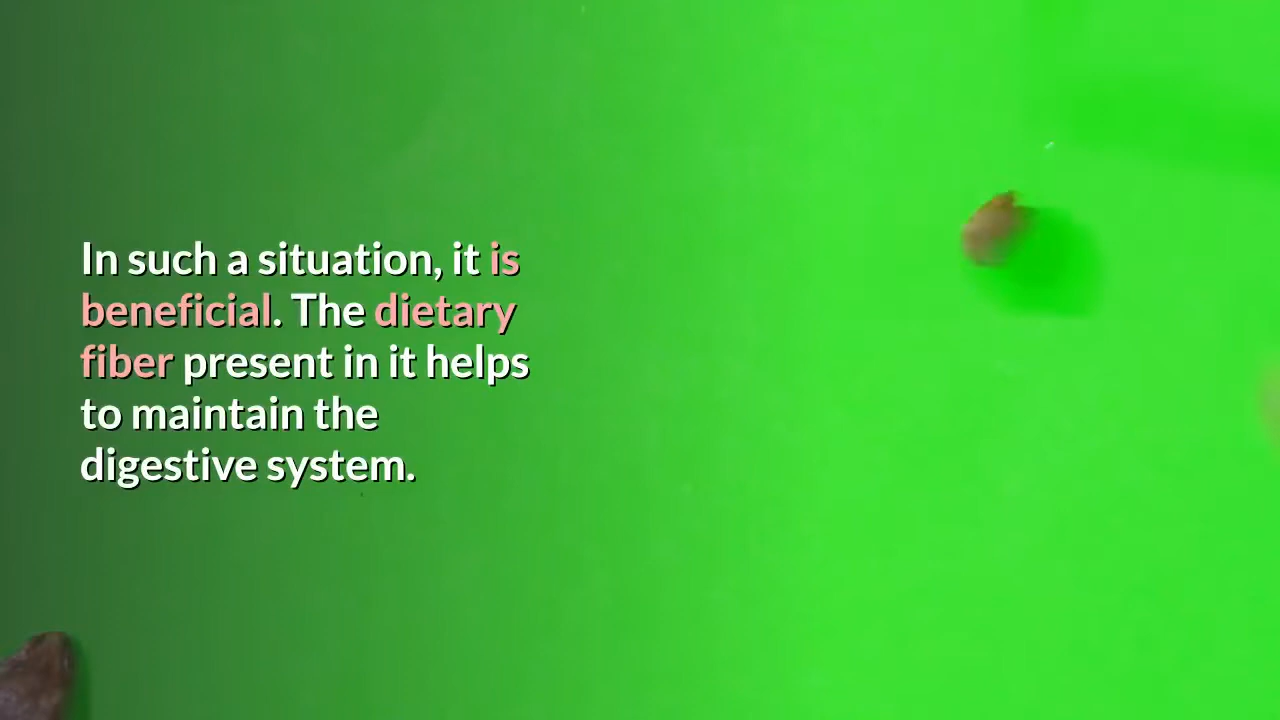 In such a situation, it is
beneficial. The dietary
fiber present in it helps
to maintain the
digestive system.